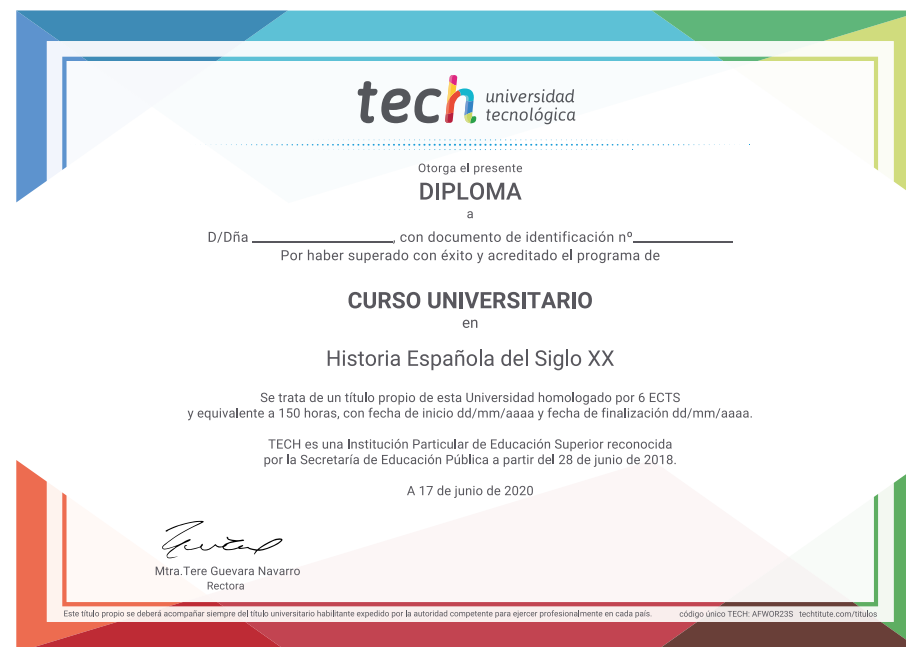 tech universidad
tecnológica
Otorga el presente
DIPLOMA
a
D/Dña ____________, con documento de identificación nº____________
Por haber superado con éxito y acreditado el programa de
CURSO UNIVERSITARIO
en
Historia Española del Siglo XX
Se trata de un título propio de esta Universidad homologado por 6 ECTS
y equivalente a 150 horas, con fecha de inicio dd/mm/aaaa y fecha de finalización dd/mm/aaaa.
TECH es una Institución Particular de Educación Superior reconocida
por la Secretaría de Educación Pública a partir del 28 de junio de 2018.
A 17 de junio de 2020
Mtra.Tere Guevara Navarro
Rectora
Este título propio se deberá acompañar siempre del título universitario habilitante expedido por la autoridad competente para ejercer profesionalmente en cada país. código único TECH: AFWOR23S techtitute.com/títulos